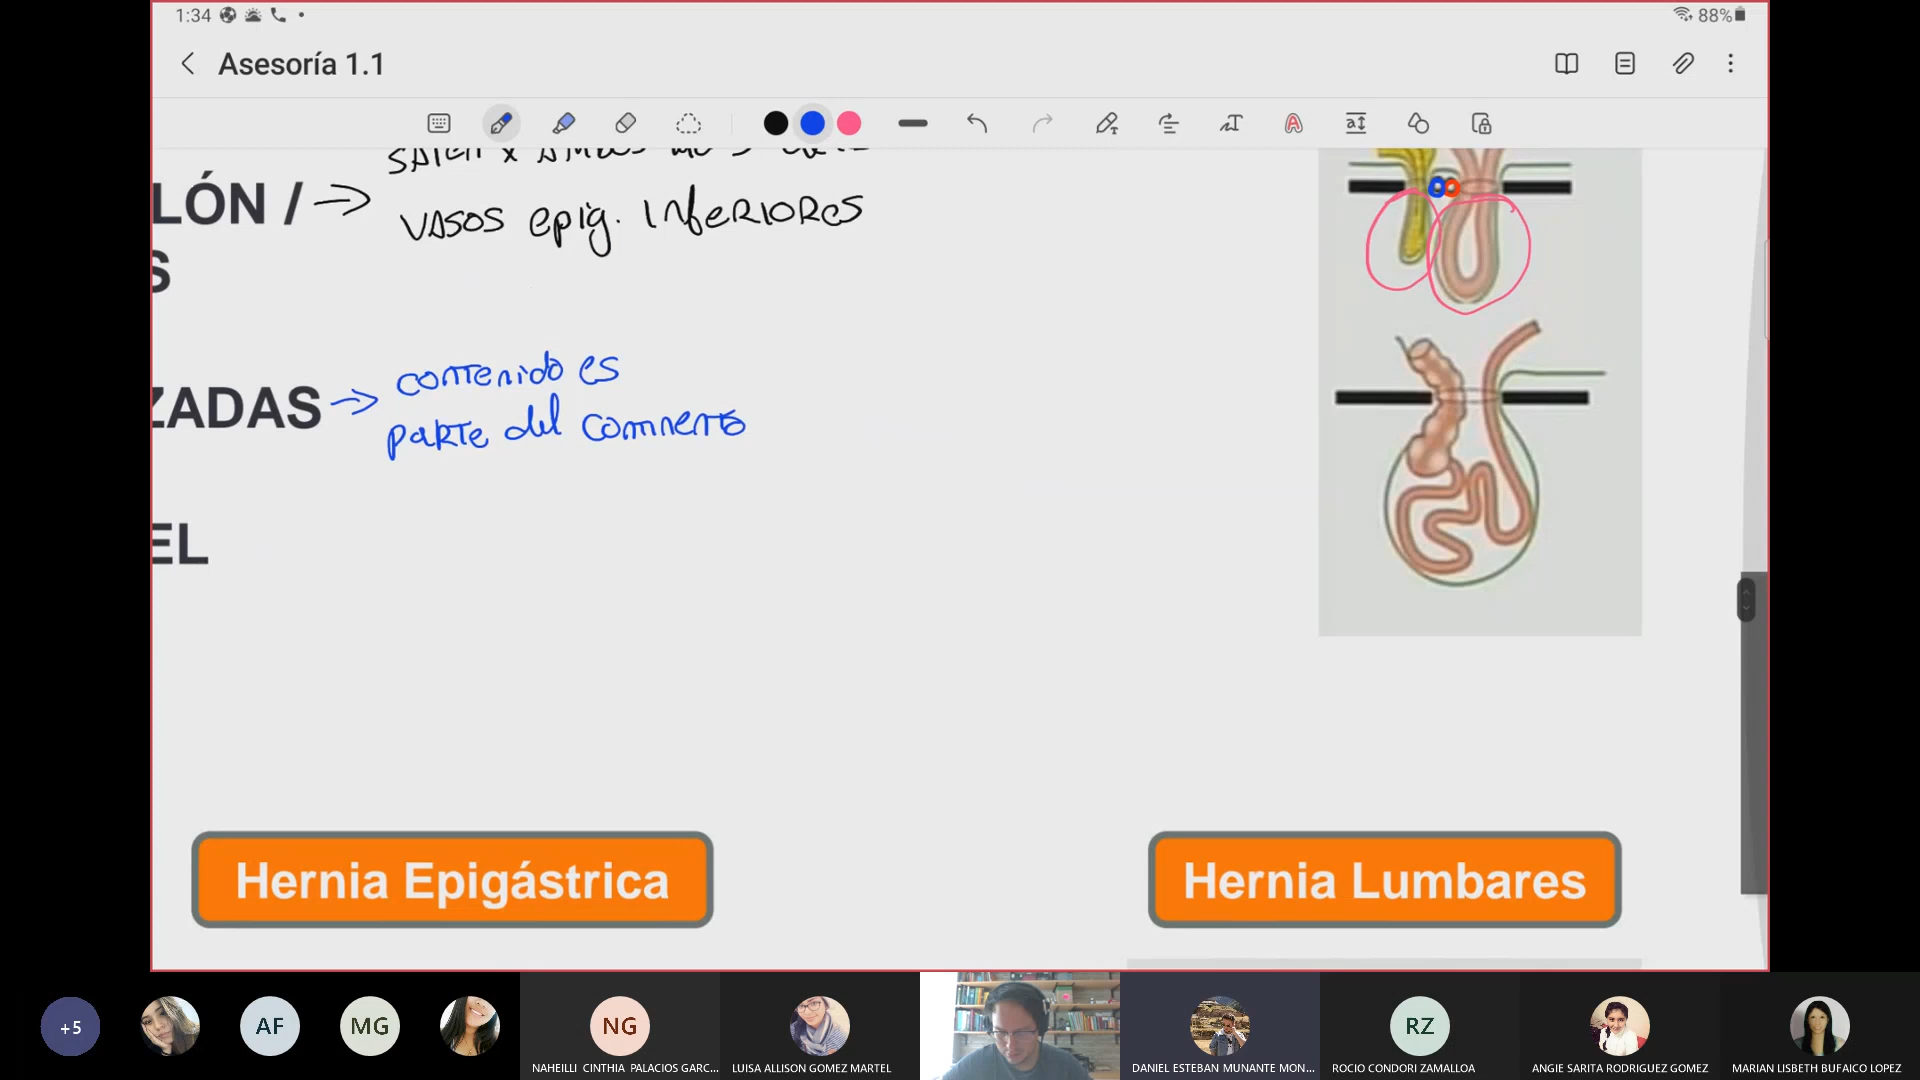 1:34
88%
Asesoría 1.1
LÓN /
S
VASOS epig. INFERIORES
ZADAS
contenido es
parte del continente
EL
Hernia Epigástrica
Hernia Lumbares
+5
AF
MG
NG
RZ
NAHEILLI CINTHIA PALACIOS GARC...
LUISA ALLISON GOMEZ MARTEL
DANIEL ESTEBAN MUNANTE MON...
ROCIO CONDORI ZAMALLOA
ANGIE SARITA RODRIGUEZ GOMEZ
MARIAN LISBETH BUFAICO LOPEZ